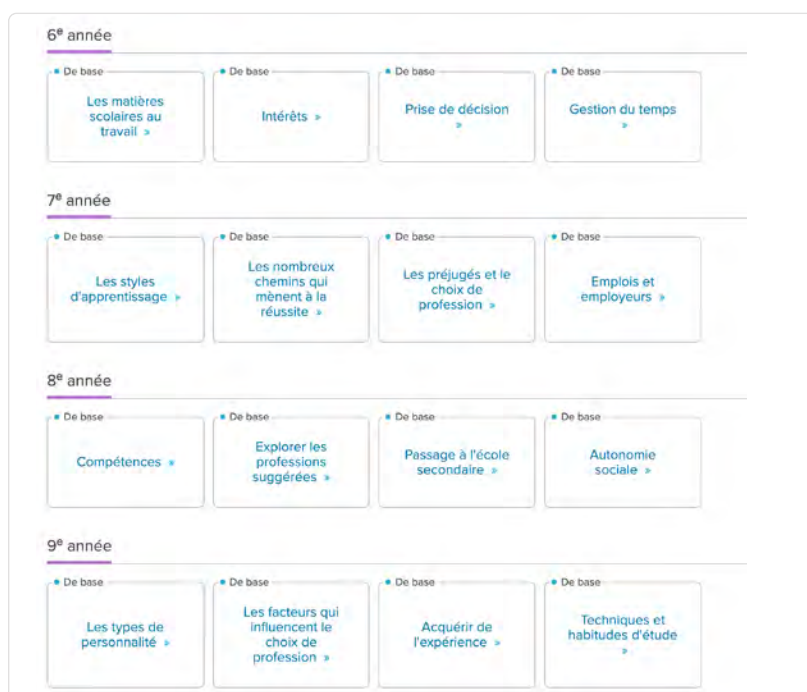 6e année
De base
Les matières
scolaires au
travail »
De base
Intérêts »
De base
Prise de décision
»
De base
Gestion du temps
»
7e année
De base
Les styles
d'apprentissage »
De base
Les nombreux
chemins qui
mènent à la
réussite »
De base
Les préjugés et le
choix de
profession »
De base
Emplois et
employeurs »
8e année
De base
Compétences »
De base
Explorer les
professions
suggérées »
De base
Passage à l'école
secondaire »
De base
Autonomie
sociale »
9e année
De base
Les types de
personnalité »
De base
Les facteurs qui
influencent le
choix de
profession »
De base
Acquérir de
l'expérience »
De base
Techniques et
habitudes d'étude
»